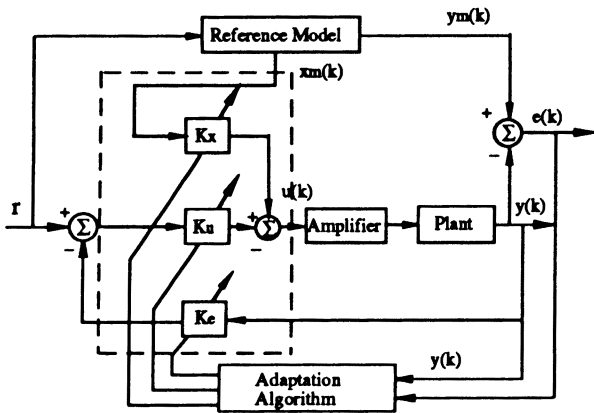 ym(k)
Reference Model
xm(k)
+
Σ
e(k)
−
Kx
u(k)
r
+
Σ
−
Ku
+
−
Σ
Amplifier
Plant
y(k)
Ke
y(k)
Adaptation
Algorithm